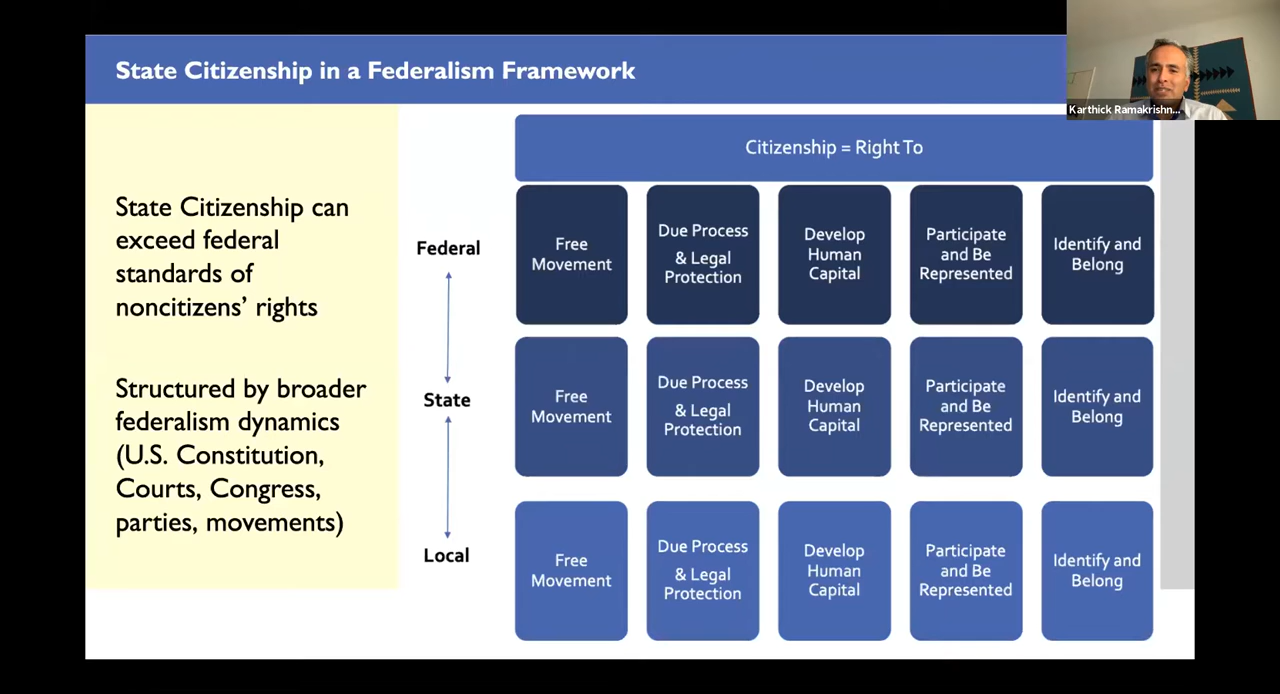 State Citizenship in a Federalism Framework
Karthick Ramakrishn...
State Citizenship can
exceed federal
standards of
noncitizens' rights
Structured by broader
federalism dynamics
(U.S. Constitution,
Courts, Congress,
parties, movements)
Citizenship = Right To
Federal
Free
Movement
Due Process
& Legal
Protection
Develop
Human
Capital
Participate
and Be
Represented
Identify and
Belong
State
Free
Movement
Due Process
& Legal
Protection
Develop
Human
Capital
Participate
and Be
Represented
Identify and
Belong
Local
Free
Movement
Due Process
& Legal
Protection
Develop
Human
Capital
Participate
and Be
Represented
Identify and
Belong